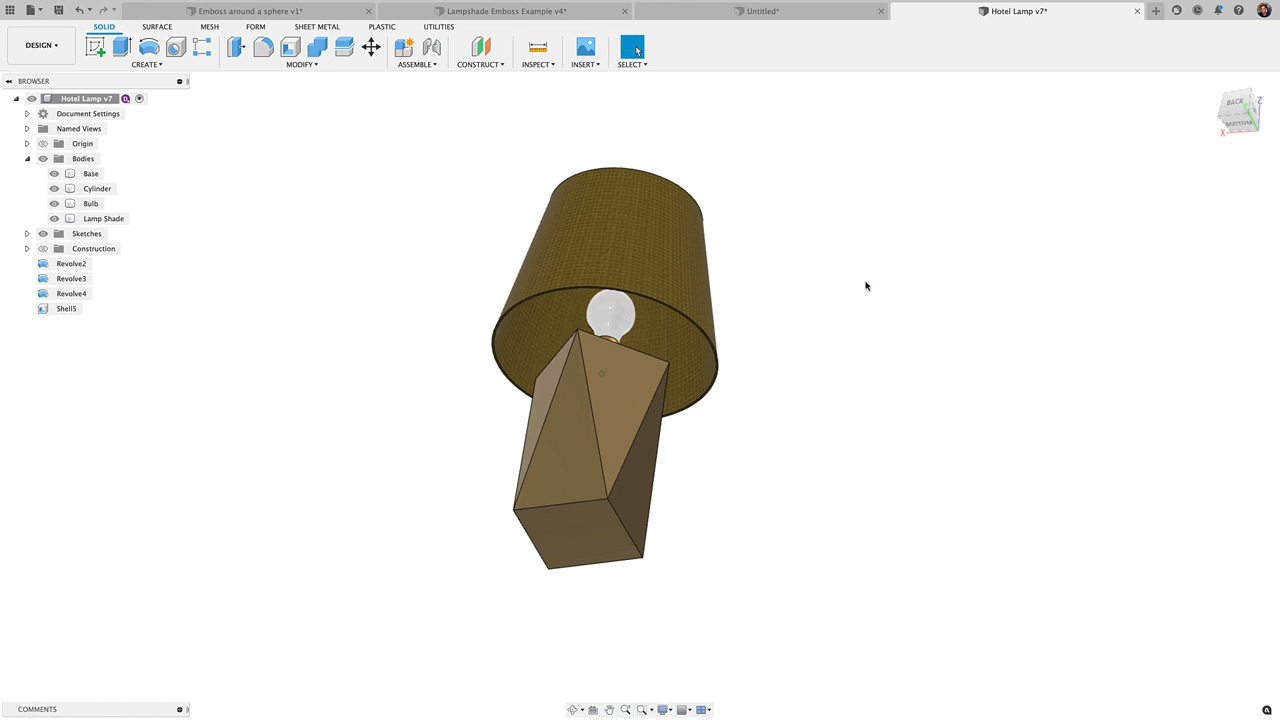 Emboss around a sphere v1*
Lampshade Emboss Example v4*
Untitled*
Hotel Lamp v7*
DESIGN
SOLID
SURFACE
MESH
FORM
SHEET METAL
PLASTIC
UTILITIES
CREATE
MODIFY
ASSEMBLE
CONSTRUCT
INSPECT
INSERT
SELECT
BROWSER
Hotel Lamp v7
Document Settings
Named Views
Origin
Bodies
Base
Cylinder
Bulb
Lamp Shade
Sketches
Construction
Revolve2
Revolve3
Revolve4
Shell5
BACK
BOTTOM
Z
X
COMMENTS